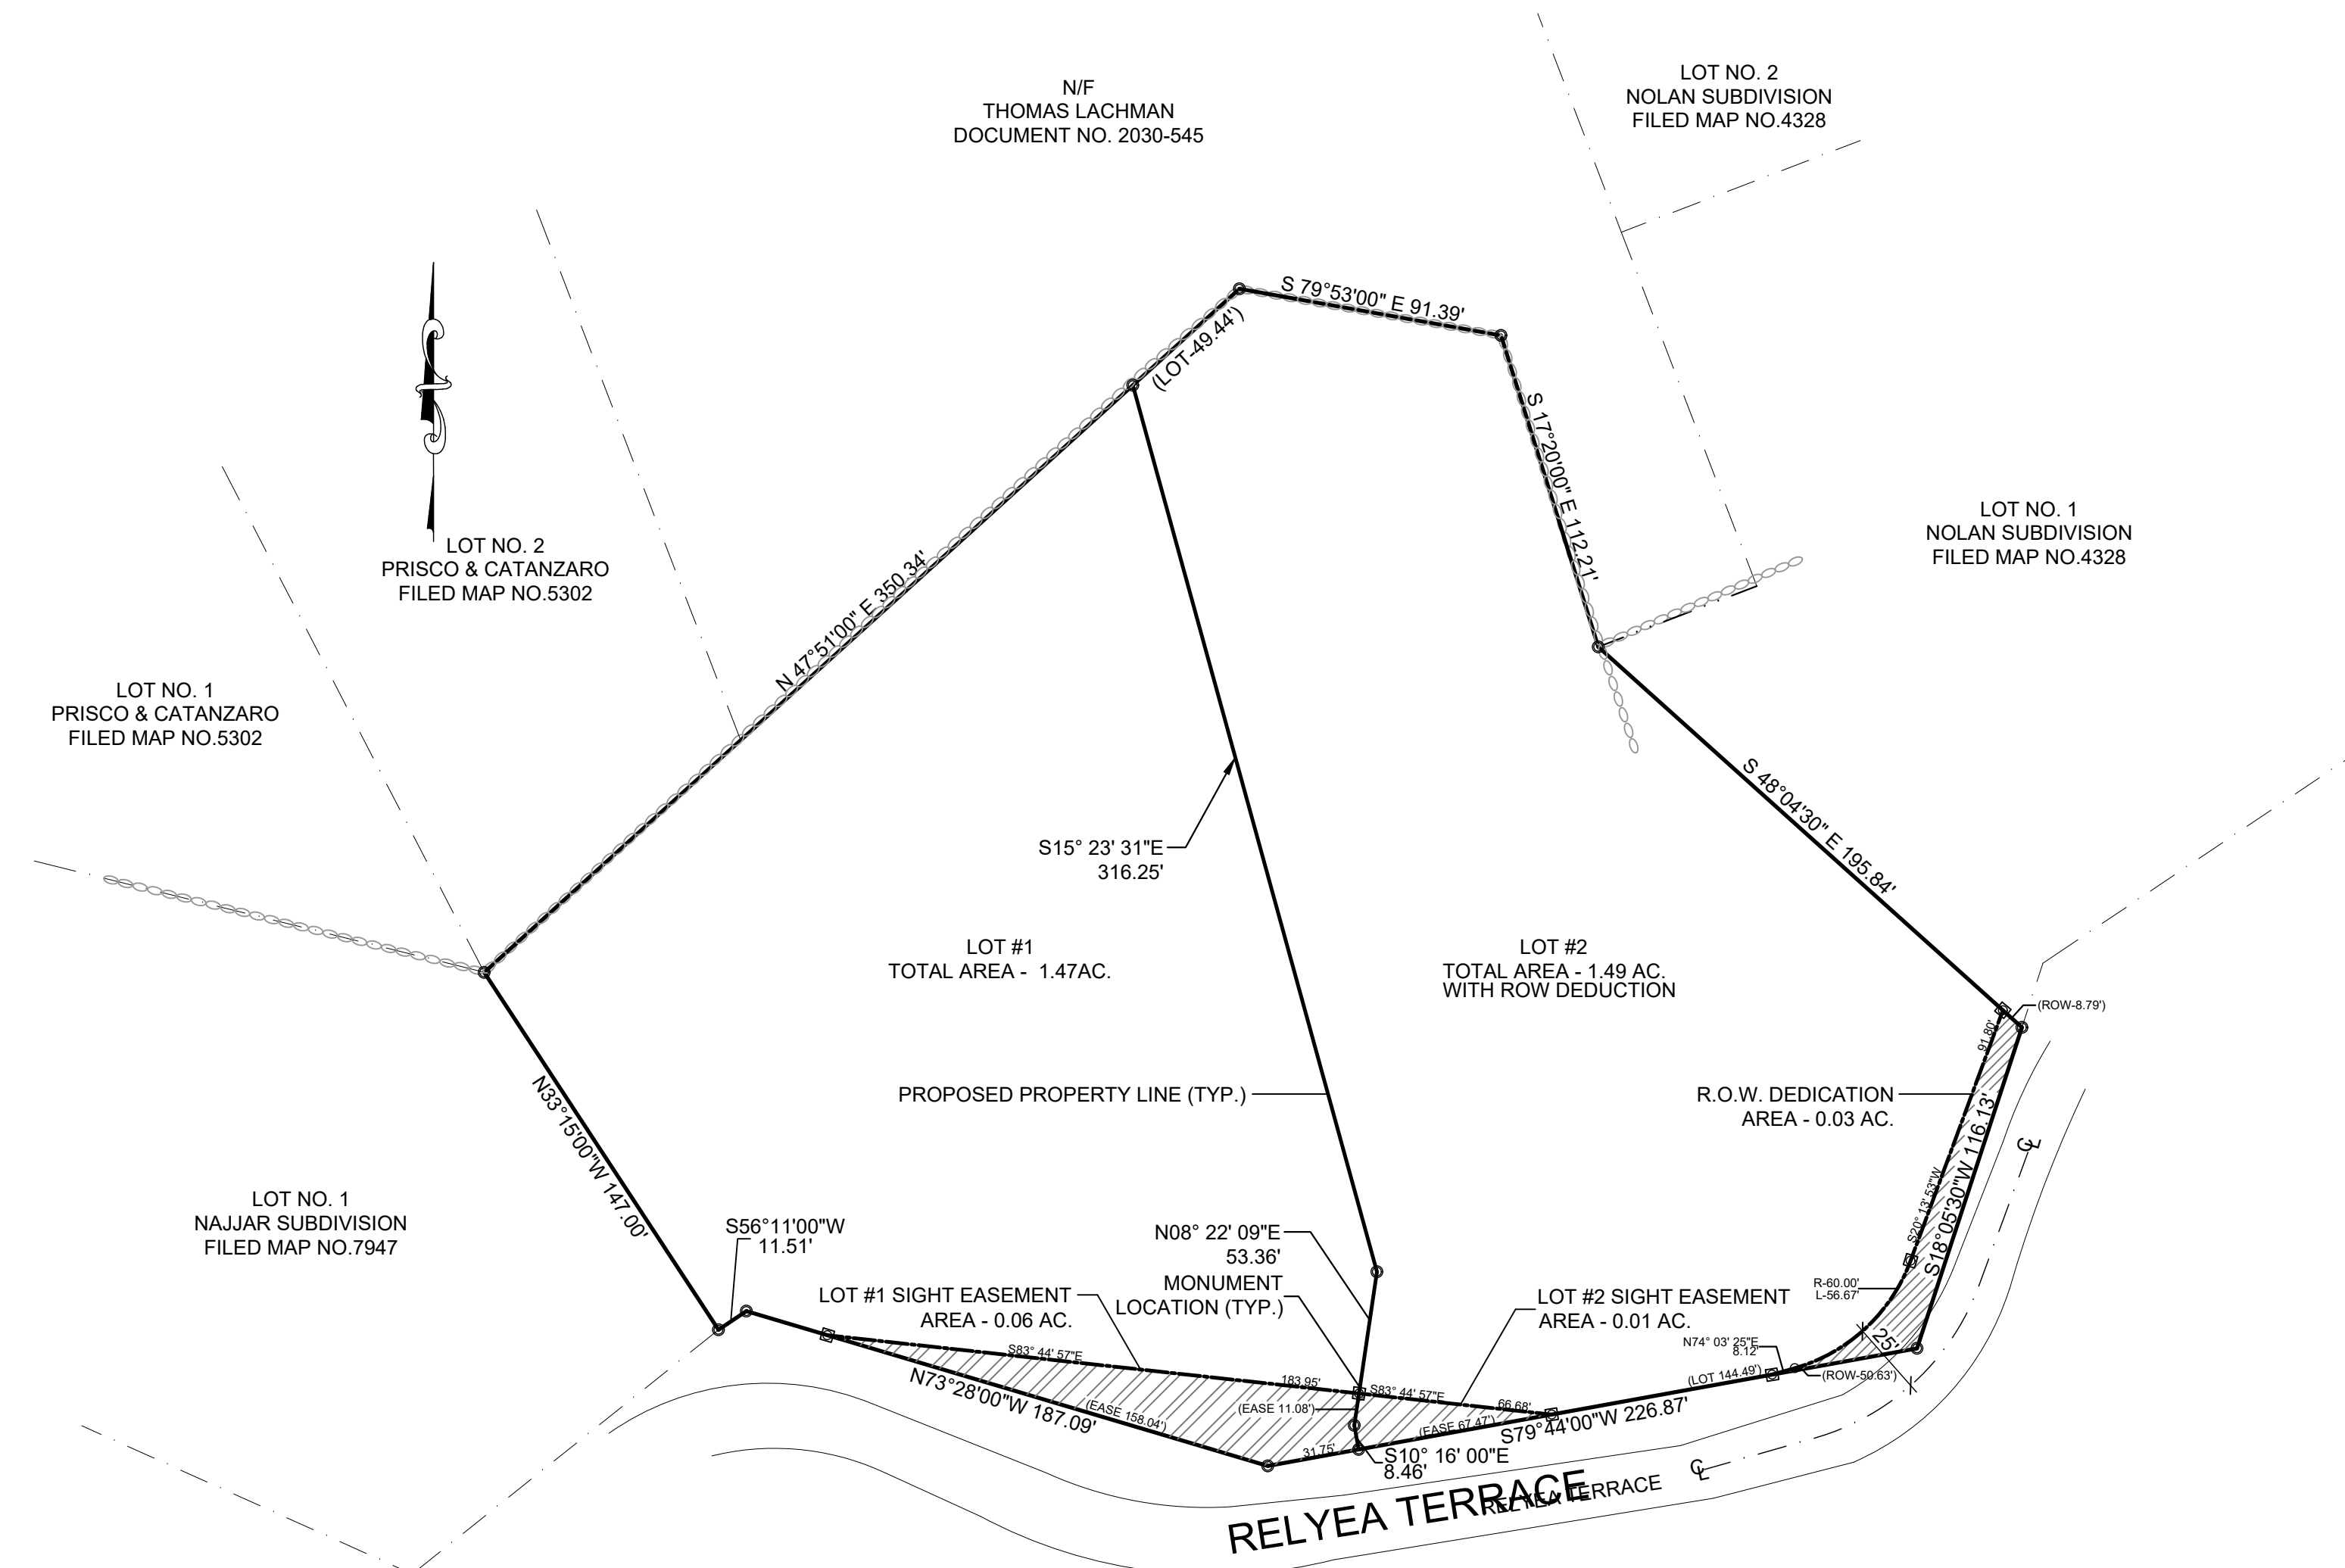 N/F
THOMAS LACHMAN
DOCUMENT NO. 2030-545
LOT NO. 2
NOLAN SUBDIVISION
FILED MAP NO.4328
S 79°53'00" E 91.39'
(LOT-49.44')
S 17°20'00" E 112.21'
LOT NO. 1
NOLAN SUBDIVISION
FILED MAP NO.4328
LOT NO. 2
PRISCO & CATANZARO
FILED MAP NO.5302
N 47°51'00" E 350.34'
LOT NO. 1
PRISCO & CATANZARO
FILED MAP NO.5302
S 48°04'30" E 195.84'
S15° 23' 31"E
316.25'
LOT #1
TOTAL AREA - 1.47AC.
LOT #2
TOTAL AREA - 1.49 AC.
WITH ROW DEDUCTION
(ROW-8.79')
91.80'
PROPOSED PROPERTY LINE (TYP.)
R.O.W. DEDICATION
AREA - 0.03 AC.
S20° 13' 53"W
S18°05'30"W 116.13'
CL
N33°15'00"W 147.00'
LOT NO. 1
NAJJAR SUBDIVISION
FILED MAP NO.7947
S56°11'00"W
11.51'
N08° 22' 09"E
53.36'
MONUMENT
LOCATION (TYP.)
LOT #1 SIGHT EASEMENT
AREA - 0.06 AC.
LOT #2 SIGHT EASEMENT
AREA - 0.01 AC.
R-60.00'
L-56.67'
25'
N74° 03' 25"E
8.12'
(ROW-50.63')
(LOT 144.49')
S83° 44' 57"E
183.95'
S83° 44' 57"E
66.68'
(EASE 11.08')
(EASE 67.47')
(EASE 158.04')
N73°28'00"W 187.09'
31.75'
S79°44'00"W 226.87'
S10° 16' 00"E
8.46'
CL
RELYEA TERRACE
RELYEA TERRACE